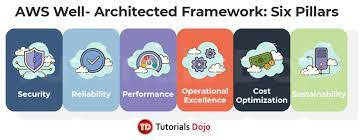 AWS Well- Architected Framework: Six Pillars
Security
Reliability
Performance
Operational
Excellence
Cost
Optimization
Sustainability
TD Tutorials Dojo